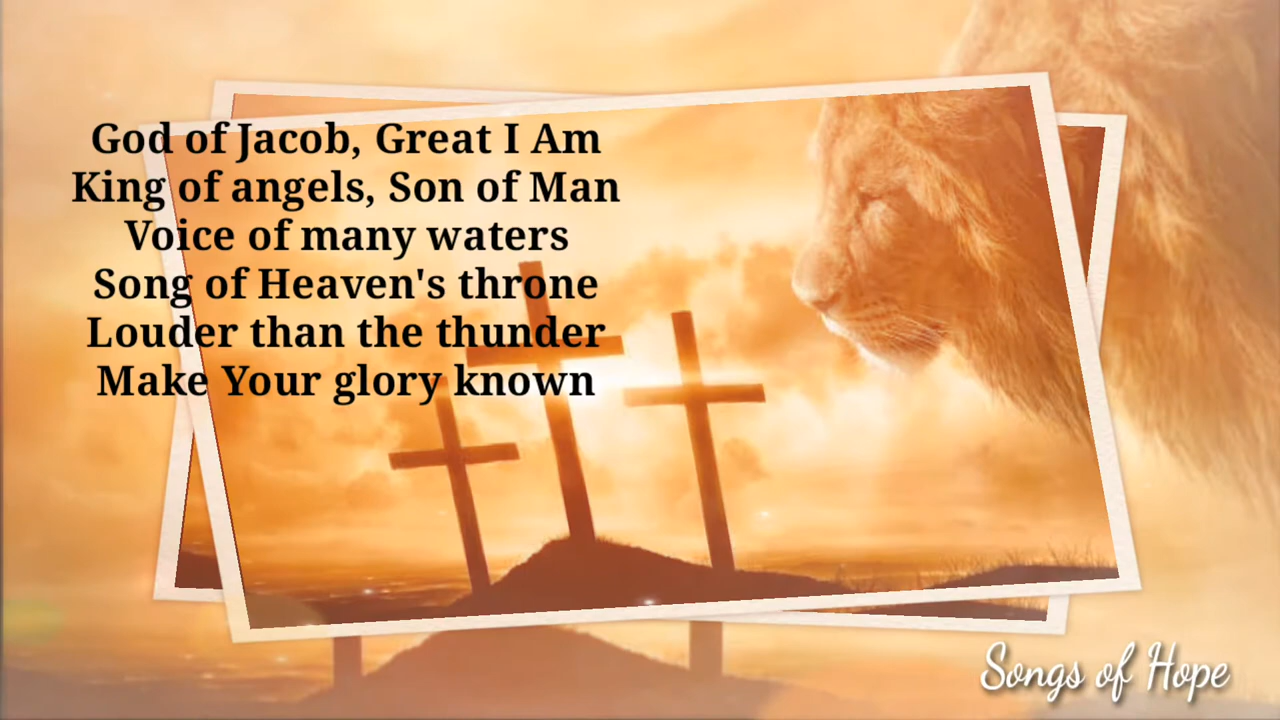 God of Jacob, Great I Am
King of angels, Son of Man
Voice of many waters
Song of Heaven's throne
Louder than the thunder
Make Your glory known
Songs of Hope